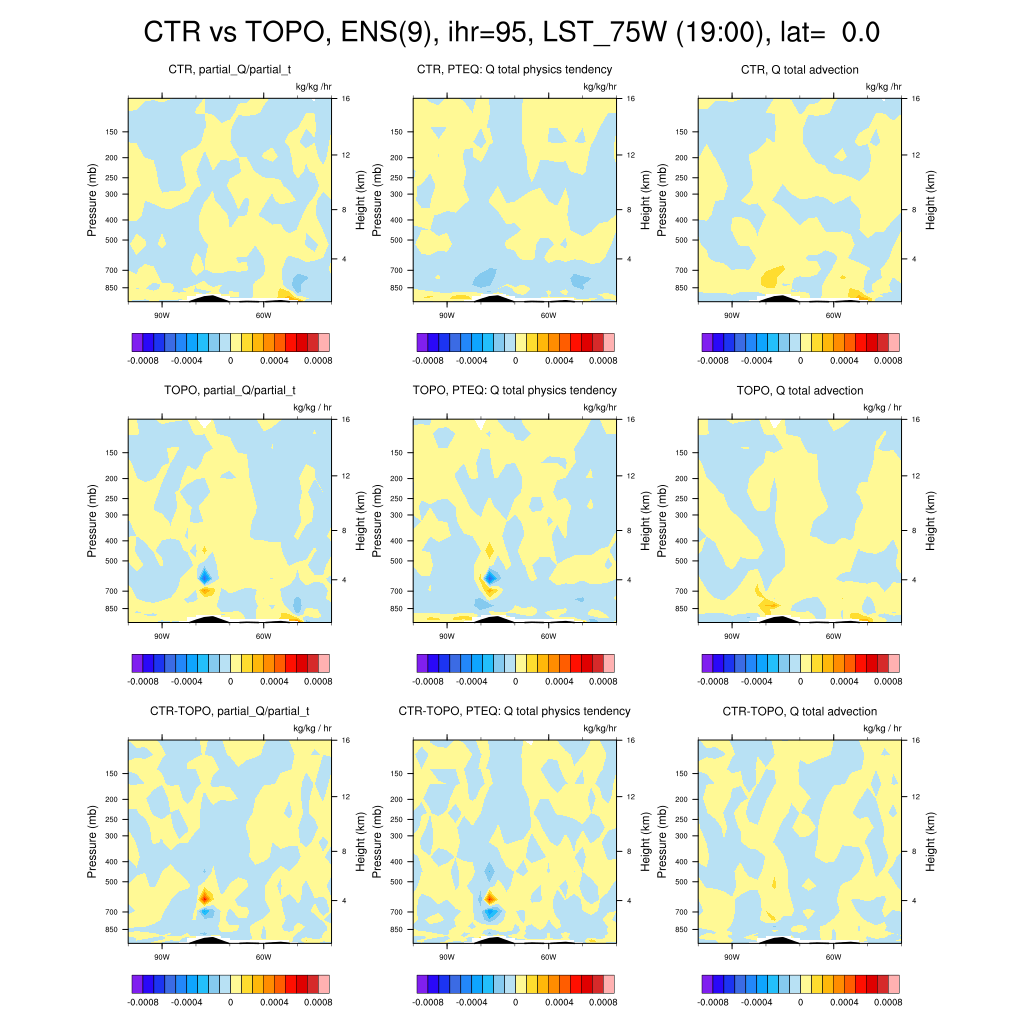 CTR vs TOPO, ENS(9), ihr=95, LST_75W (19:00), lat=  0.0
CTR, partial_Q/partial_t
kg/kg /hr
Pressure (mb)
150
200
250
300
400
500
700
850
16
12
8
4
Height (km)
90W 60W
-0.0008 -0.0004 0 0.0004 0.0008
CTR, PTEQ: Q total physics tendency
kg/kg/hr
Pressure (mb)
150
200
250
300
400
500
700
850
16
12
8
4
Height (km)
90W 60W
-0.0008 -0.0004 0 0.0004 0.0008
CTR, Q total advection
kg/kg /hr
Pressure (mb)
150
200
250
300
400
500
700
850
16
12
8
4
Height (km)
90W 60W
-0.0008 -0.0004 0 0.0004 0.0008
TOPO, partial_Q/partial_t
kg/kg / hr
Pressure (mb)
150
200
250
300
400
500
700
850
16
12
8
4
Height (km)
90W 60W
-0.0008 -0.0004 0 0.0004 0.0008
TOPO, PTEQ: Q total physics tendency
kg/kg/hr
Pressure (mb)
150
200
250
300
400
500
700
850
16
12
8
4
Height (km)
90W 60W
-0.0008 -0.0004 0 0.0004 0.0008
TOPO, Q total advection
kg/kg / hr
Pressure (mb)
150
200
250
300
400
500
700
850
16
12
8
4
Height (km)
90W 60W
-0.0008 -0.0004 0 0.0004 0.0008
CTR-TOPO, partial_Q/partial_t
kg/kg / hr
Pressure (mb)
150
200
250
300
400
500
700
850
16
12
8
4
Height (km)
90W 60W
-0.0008 -0.0004 0 0.0004 0.0008
CTR-TOPO, PTEQ: Q total physics tendency
kg/kg/hr
Pressure (mb)
150
200
250
300
400
500
700
850
16
12
8
4
Height (km)
90W 60W
-0.0008 -0.0004 0 0.0004 0.0008
CTR-TOPO, Q total advection
kg/kg / hr
Pressure (mb)
150
200
250
300
400
500
700
850
16
12
8
4
Height (km)
90W 60W
-0.0008 -0.0004 0 0.0004 0.0008